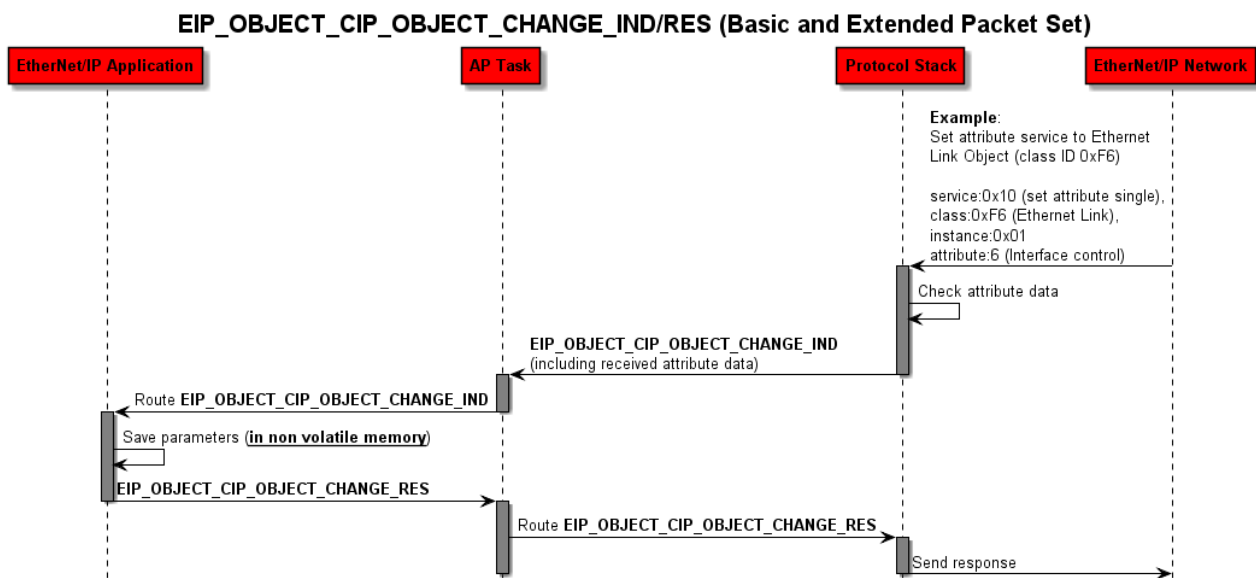 EIP_OBJECT_CIP_OBJECT_CHANGE_IND/RES (Basic and Extended Packet Set)
EtherNet/IP Application
AP Task
Protocol Stack
EtherNet/IP Network
Example:
Set attribute service to Ethernet
Link Object (class ID 0xF6)
service:0x10 (set attribute single),
class:0xF6 (Ethernet Link),
instance:0x01
attribute:6 (Interface control)
Check attribute data
EIP_OBJECT_CIP_OBJECT_CHANGE_IND
(including received attribute data)
Route EIP_OBJECT_CIP_OBJECT_CHANGE_IND
Save parameters (in non volatile memory)
EIP_OBJECT_CIP_OBJECT_CHANGE_RES
Route EIP_OBJECT_CIP_OBJECT_CHANGE_RES
Send response